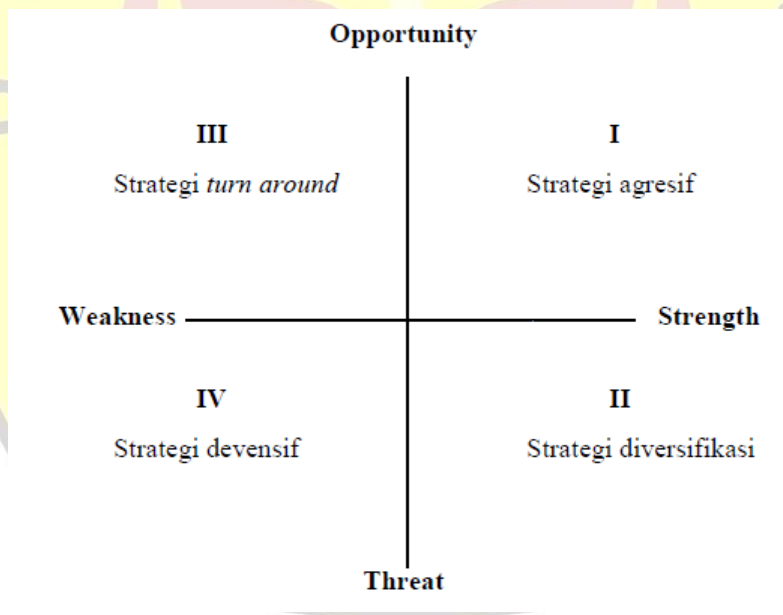 Opportunity
III
I
Strategi turn around
Strategi agresif
Weakness
Strength
IV
II
Strategi devensif
Strategi diversifikasi
Threat